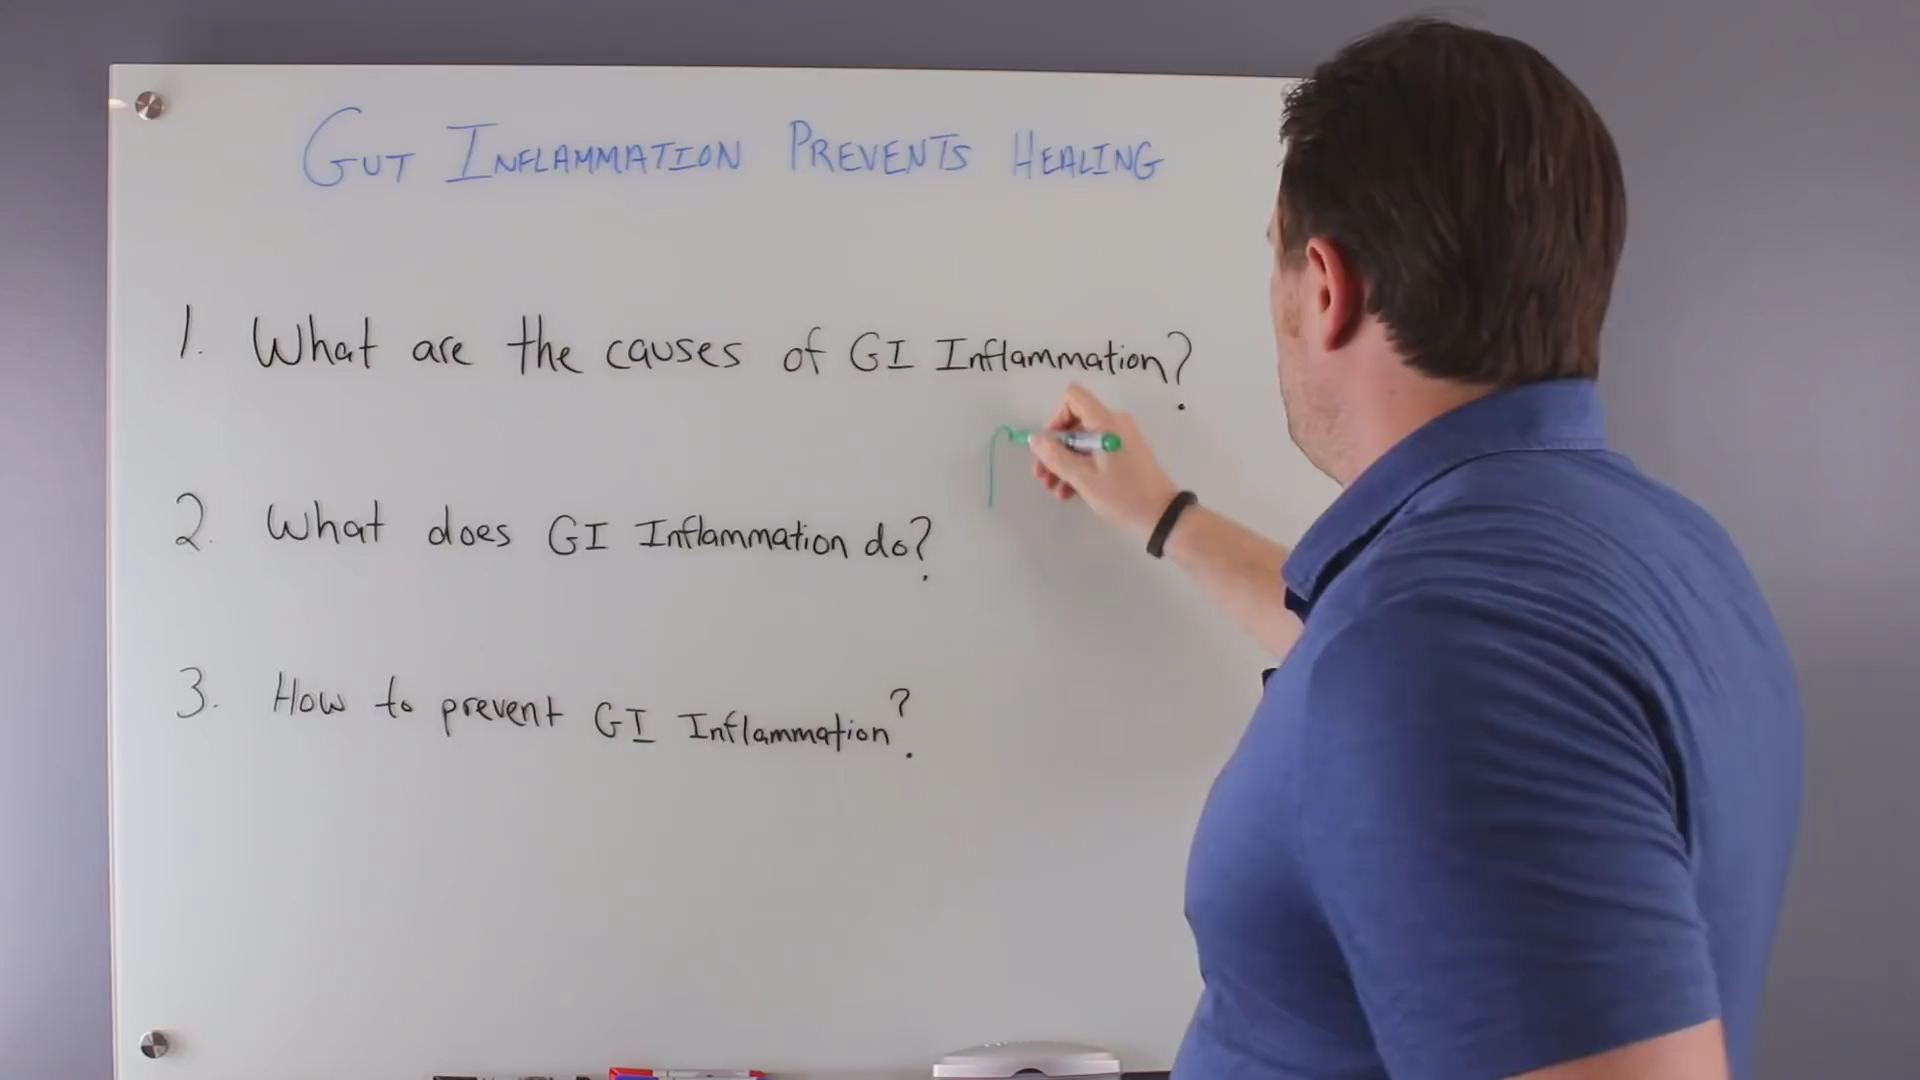 GUT INFLAMMATION PREVENTS HEALING
1. What are the causes of GI Inflammation?
2. What does GI Inflammation do?
3. How to prevent GI Inflammation?